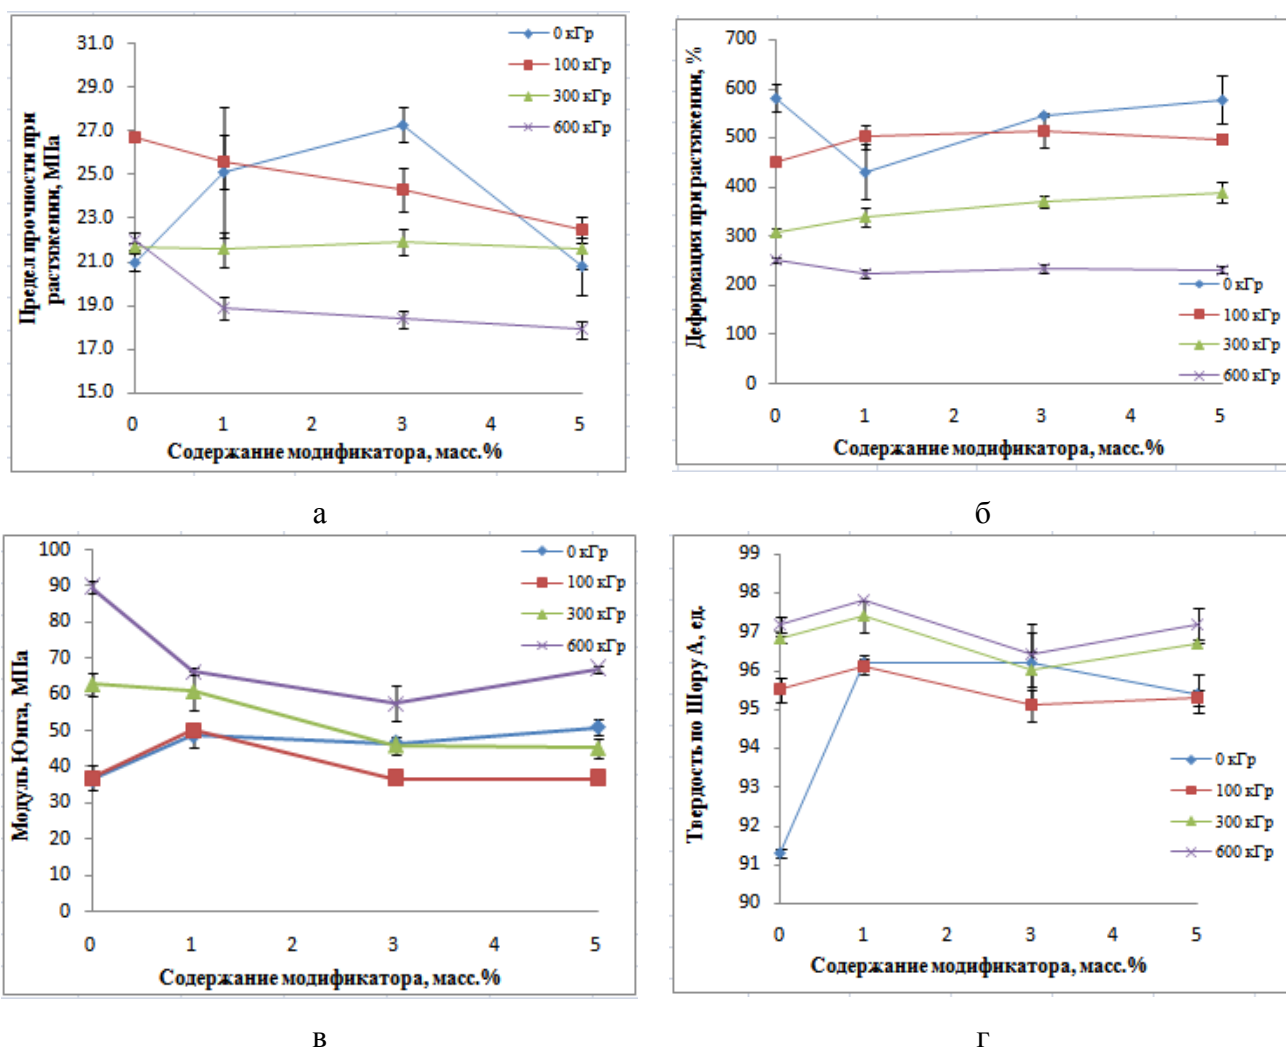 31.0
29.0
27.0
25.0
23.0
21.0
19.0
17.0
15.0
Предел прочности при
растяжении, МПа
0 кГр
100 кГр
300 кГр
600 кГр
0 1 2 3 4 5
Содержание модификатора, масс.%
а
700
600
500
400
300
200
100
0
Деформация при растяжении, %
0 кГр
100 кГр
300 кГр
600 кГр
0 1 2 3 4 5
Содержание модификатора, масс.%
б
100
90
80
70
60
50
40
30
20
10
0
Модуль Юнга, МПа
0 кГр
100 кГр
300 кГр
600 кГр
0 1 2 3 4 5
Содержание модификатора, масс.%
в
99
98
97
96
95
94
93
92
91
90
Твердость по Шору А, ед.
0 кГр
100 кГр
300 кГр
600 кГр
0 1 2 3 4 5
Содержание модификатора, масс.%
г